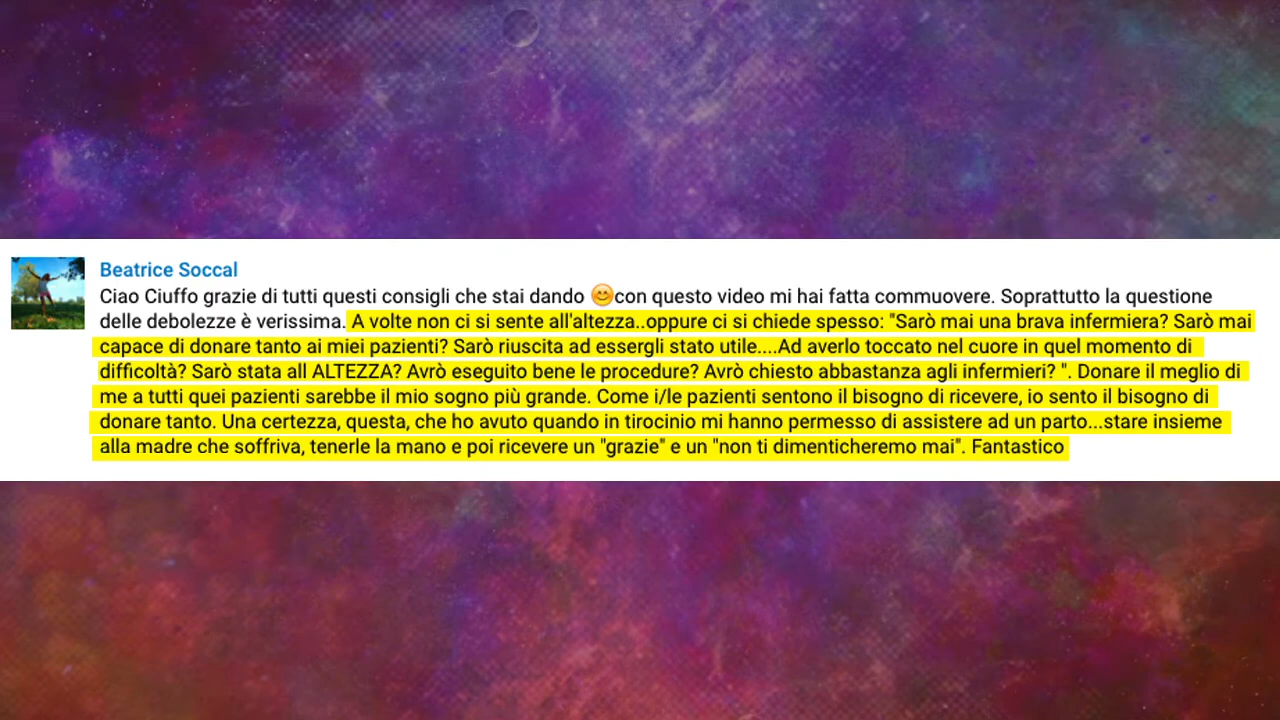 Beatrice Soccal
Ciao Ciuffo grazie di tutti questi consigli che stai dando 😊con questo video mi hai fatta commuovere. Soprattutto la questione
delle debolezze è verissima. A volte non ci si sente all'altezza..oppure ci si chiede spesso: "Sarò mai una brava infermiera? Sarò mai
capace di donare tanto ai miei pazienti? Sarò riuscita ad essergli stato utile....Ad averlo toccato nel cuore in quel momento di
difficoltà? Sarò stata all ALTEZZA? Avrò eseguito bene le procedure? Avrò chiesto abbastanza agli infermieri? ". Donare il meglio di
me a tutti quei pazienti sarebbe il mio sogno più grande. Come i/le pazienti sentono il bisogno di ricevere, io sento il bisogno di
donare tanto. Una certezza, questa, che ho avuto quando in tirocinio mi hanno permesso di assistere ad un parto...stare insieme
alla madre che soffriva, tenerle la mano e poi ricevere un "grazie" e un "non ti dimenticheremo mai". Fantastico